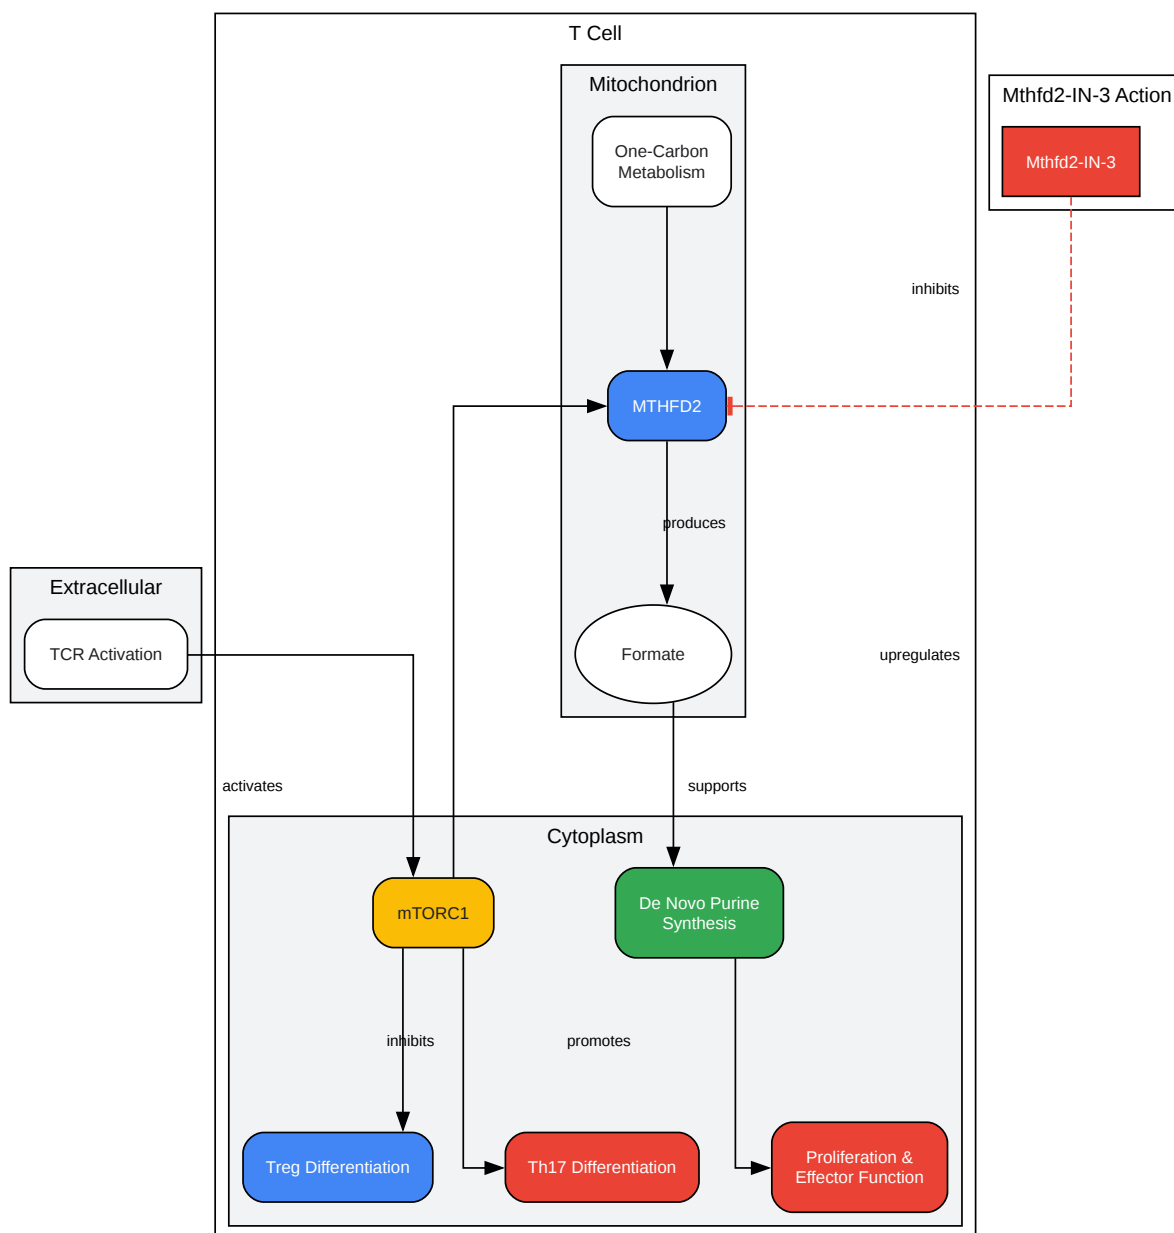 T Cell
Mitochondrion
Mthfd2-IN-3 Action
One-Carbon
Metabolism
Mthfd2-IN-3
inhibits
MTHFD2
produces
Extracellular
TCR Activation
Formate
upregulates
activates
supports
Cytoplasm
mTORC1
De Novo Purine
Synthesis
inhibits
promotes
Treg Differentiation
Th17 Differentiation
Proliferation &
Effector Function